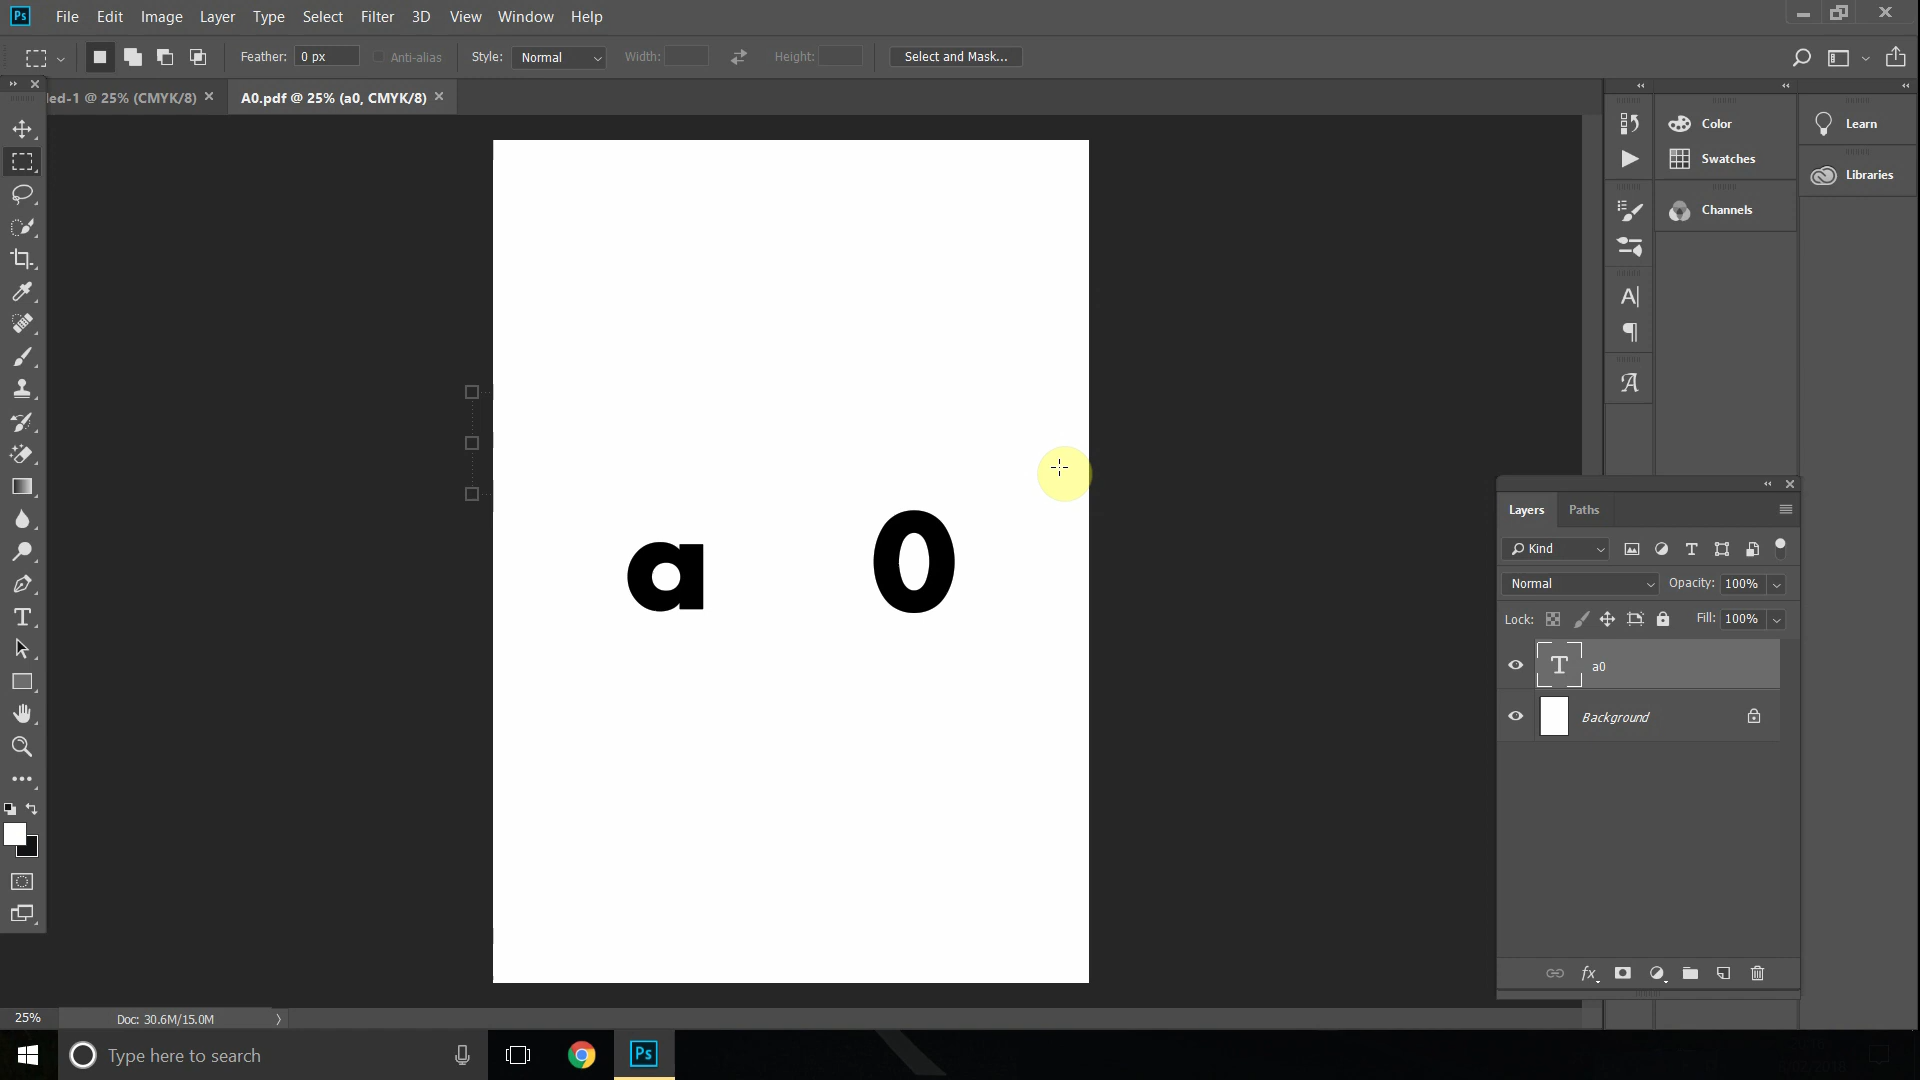 Ps File Edit Image Layer Type Select Filter 3D View Window Help
Feather: 0 px Anti-alias Style: Normal Width: Height: Select and Mask...
led-1 @ 25% (CMYK/8) × A0.pdf @ 25% (a0, CMYK/8) ×
Color
Learn
Swatches
Libraries
Channels
a 0
Layers Paths
Kind
Normal Opacity: 100%
Lock: Fill: 100%
T a0
Background
fx
25% Doc: 30.6M/15.0M
Type here to search Ps